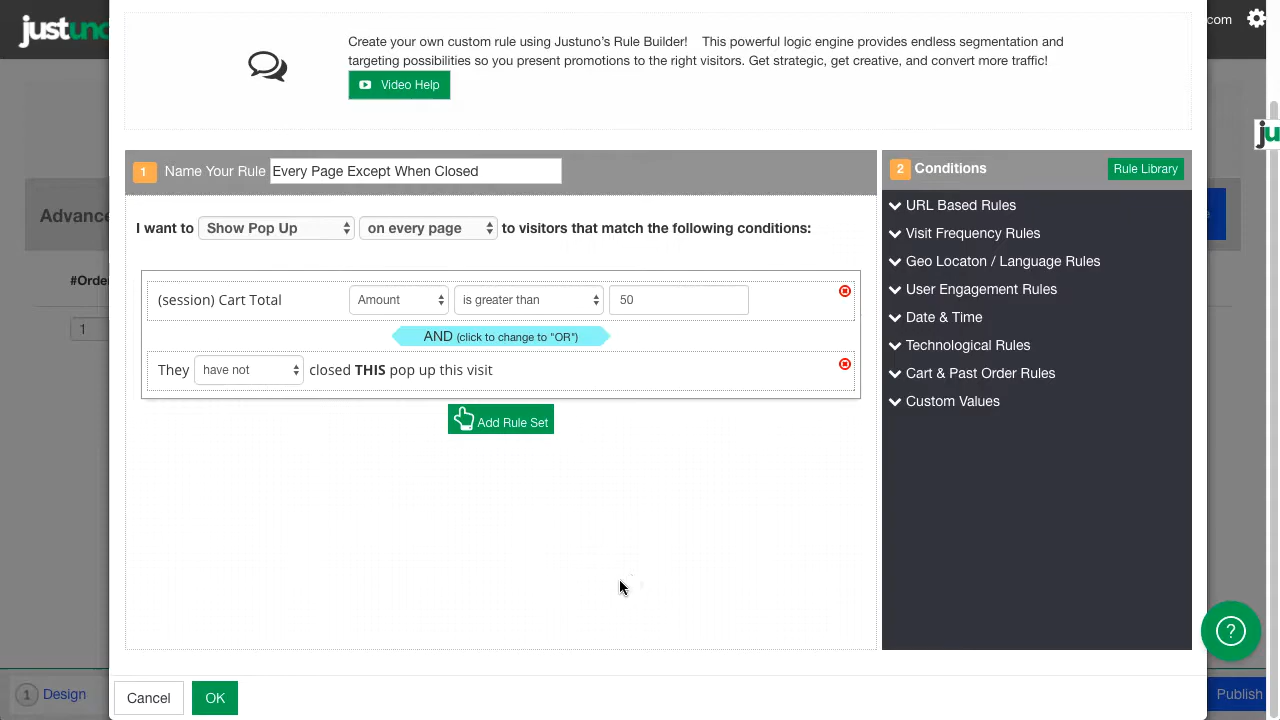 justuno
com
Create your own custom rule using Justuno's Rule Builder! This powerful logic engine provides endless segmentation and
targeting possibilities so you present promotions to the right visitors. Get strategic, get creative, and convert more traffic!
Video Help
ju
1 Name Your Rule Every Page Except When Closed
2 Conditions Rule Library
URL Based Rules
Visit Frequency Rules
Geo Locaton / Language Rules
User Engagement Rules
Date & Time
Technological Rules
Cart & Past Order Rules
Custom Values
Advance
I want to Show Pop Up on every page to visitors that match the following conditions:
#Orde
1
(session) Cart Total Amount is greater than 50
AND (click to change to "OR")
They have not closed THIS pop up this visit
Add Rule Set
?
1 Design
Cancel OK
Publish